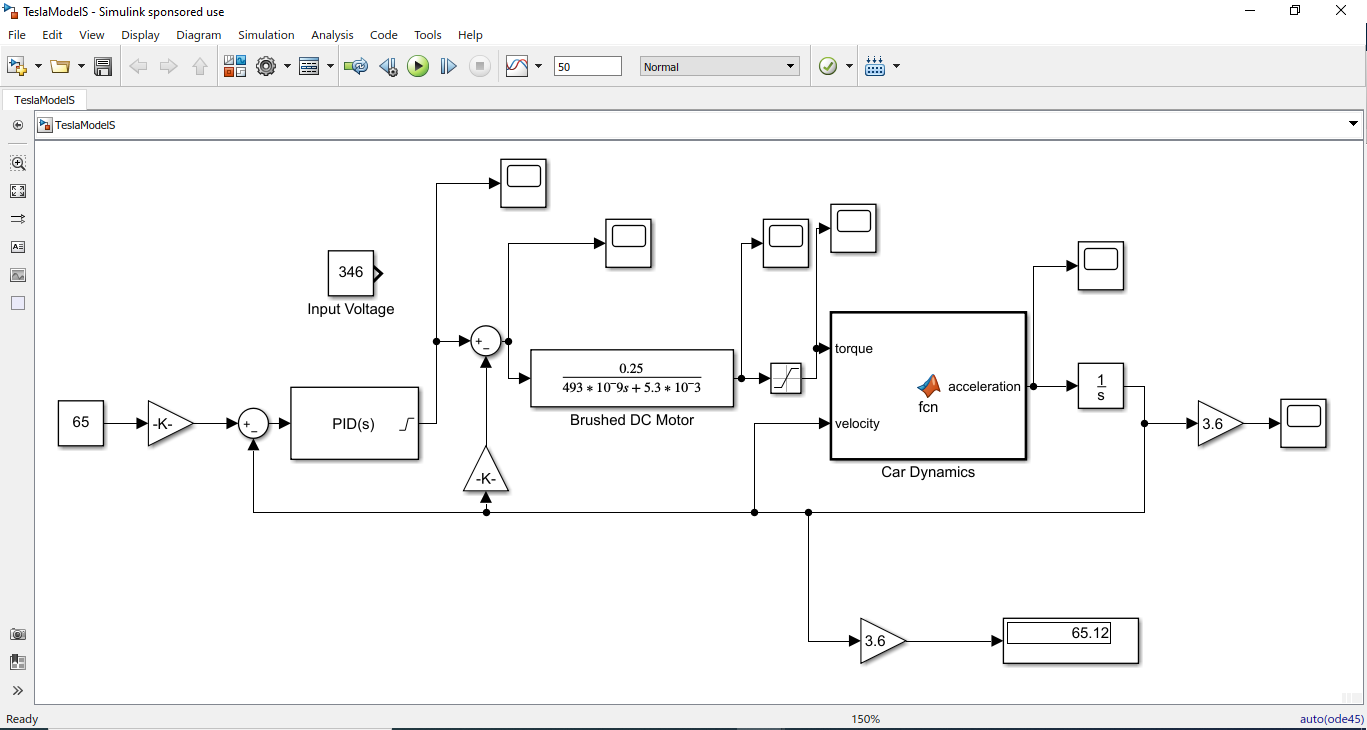 TeslaModelS - Simulink sponsored use
File Edit View Display Diagram Simulation Analysis Code Tools Help
50 Normal
TeslaModelS
TeslaModelS
346
Input Voltage
65
-K-
+
_
PID(s)
+
_
-K-
0.25
493 * 10⁻9s + 5.3 * 10⁻3
Brushed DC Motor
torque
velocity
acceleration
fcn
Car Dynamics
1
s
3.6
3.6
65.12
Ready 150% auto(ode45)